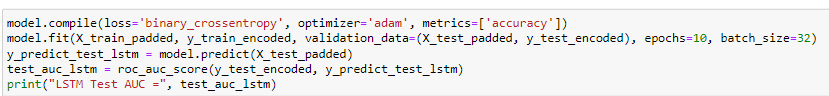 model.compile(loss='binary_crossentropy', optimizer='adam', metrics=['accuracy'])
model.fit(X_train_padded, y_train_encoded, validation_data=(X_test_padded, y_test_encoded), epochs=10, batch_size=32)
y_predict_test_lstm = model.predict(X_test_padded)
test_auc_lstm = roc_auc_score(y_test_encoded, y_predict_test_lstm)
print("LSTM Test AUC =", test_auc_lstm)